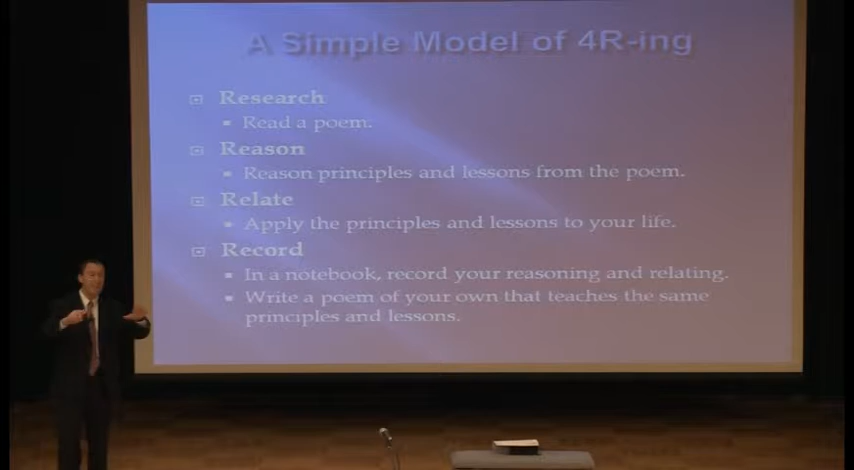 A Simple Model of 4R-ing
Research
Read a poem.
Reason
Reason principles and lessons from the poem.
Relate
Apply the principles and lessons to your life.
Record
In a notebook, record your reasoning and relating.
Write a poem of your own that teaches the same
principles and lessons.